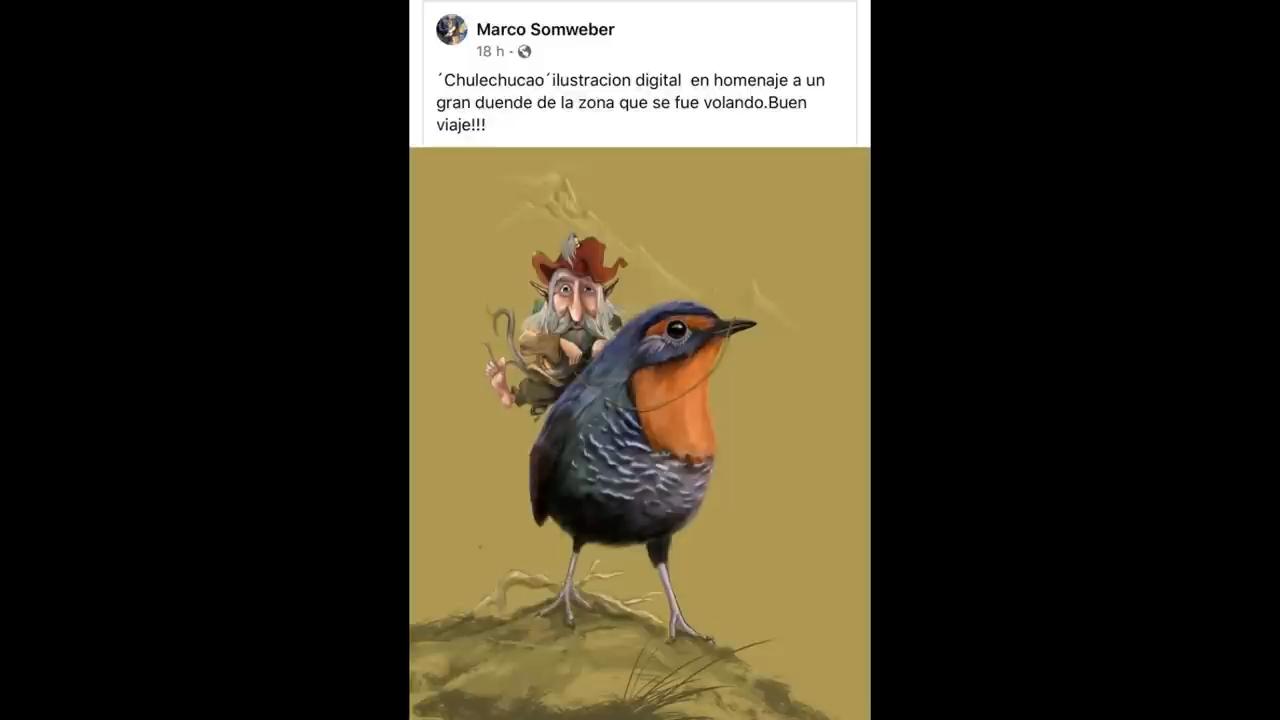 Marco Somweber
18 h ·
´Chulechucao´ilustracion digital  en homenaje a un
gran duende de la zona que se fue volando.Buen
viaje!!!